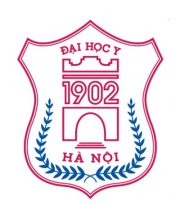 ĐẠI HỌC Y
1902
HÀ NỘI